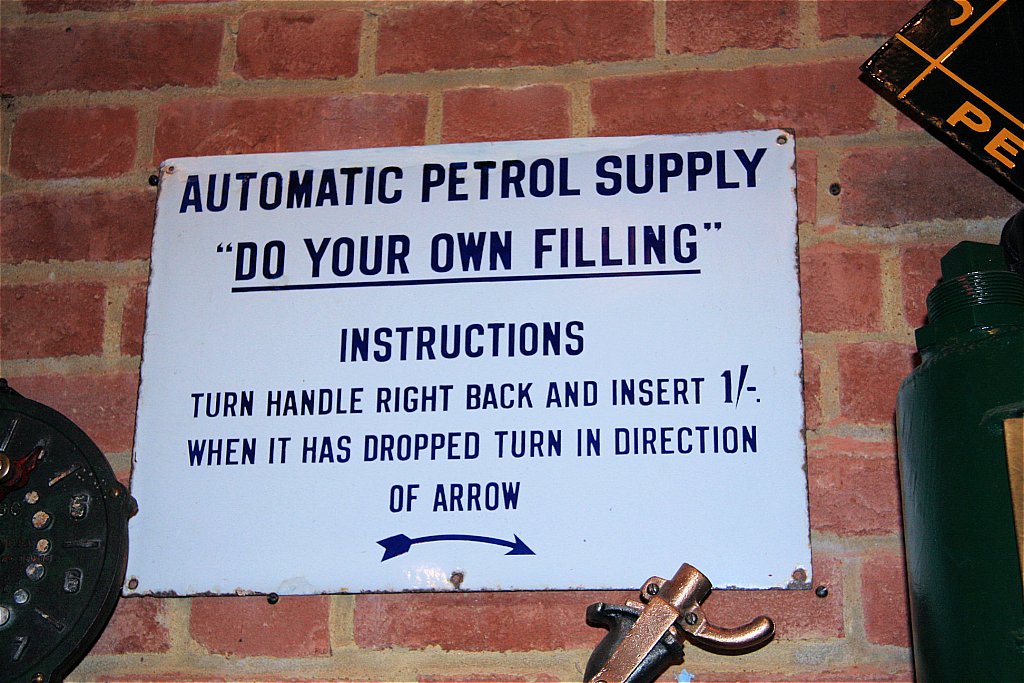 AUTOMATIC PETROL SUPPLY
"DO YOUR OWN FILLING"
INSTRUCTIONS
TURN HANDLE RIGHT BACK AND INSERT 1/-.
WHEN IT HAS DROPPED TURN IN DIRECTION
OF ARROW
PE